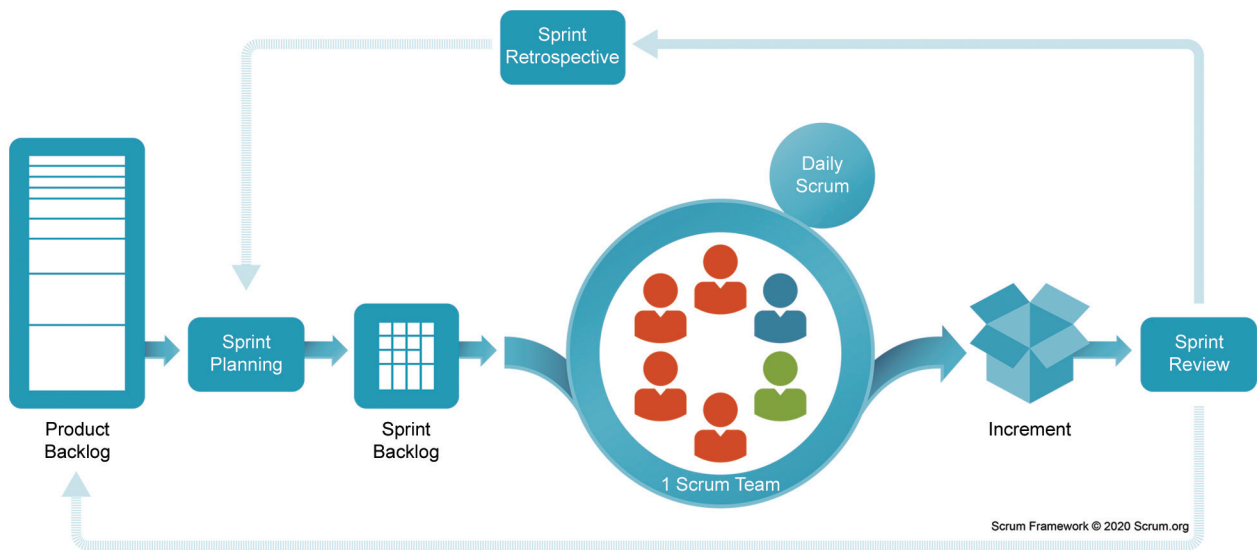 Sprint
Retrospective
Daily
Scrum
Sprint
Planning
Sprint
Review
Product
Backlog
Sprint
Backlog
Increment
1 Scrum Team
Scrum Framework © 2020 Scrum.org